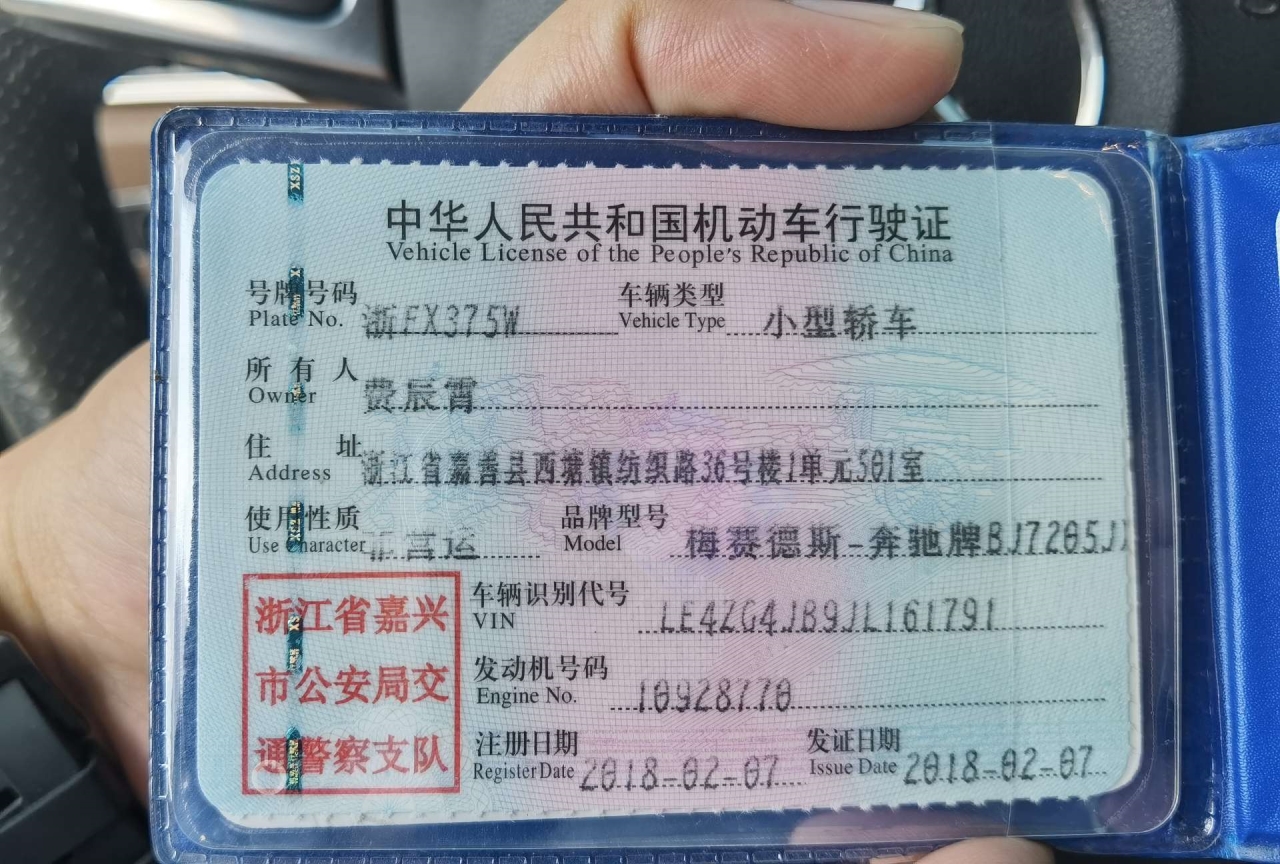 中华人民共和国机动车行驶证
Vehicle License of the People's Republic of China
号牌号码 浙FX375W 车辆类型 小型轿车
Plate No. Vehicle Type
所有人 费辰霄
Owner
住址 浙江省嘉善县西塘镇纺织路36号楼1单元501室
Address
使用性质 非营运 品牌型号 梅赛德斯-奔驰牌BJ7205J
Use Character Model
车辆识别代号 LE4ZG4JB9JL161791
VIN
发动机号码 10928770
Engine No.
注册日期 2018-02-07 发证日期 2018-02-07
Register Date Issue Date
浙江省嘉兴
市公安局交
通警察支队